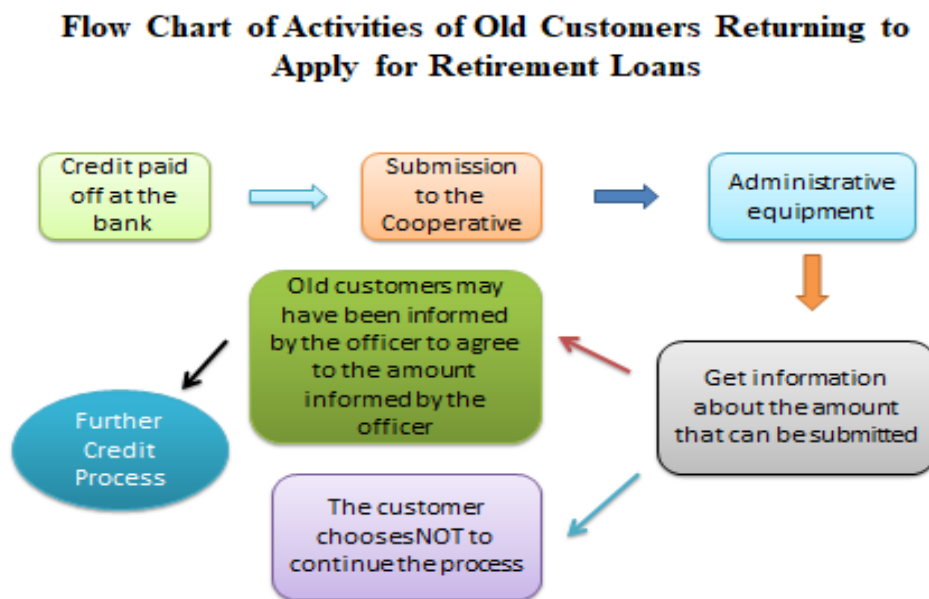 Flow Chart of Activities of Old Customers Returning to
Apply for Retirement Loans
Credit paid
off at the
bank
Submission
to the
Cooperative
Administrative
equipment
Old customers may
have been informed
by the officer to agree
to the amount
informed by the
officer
Get information
about the amount
that can be submitted
Further
Credit
Process
The customer
choosesNOT to
continue the process